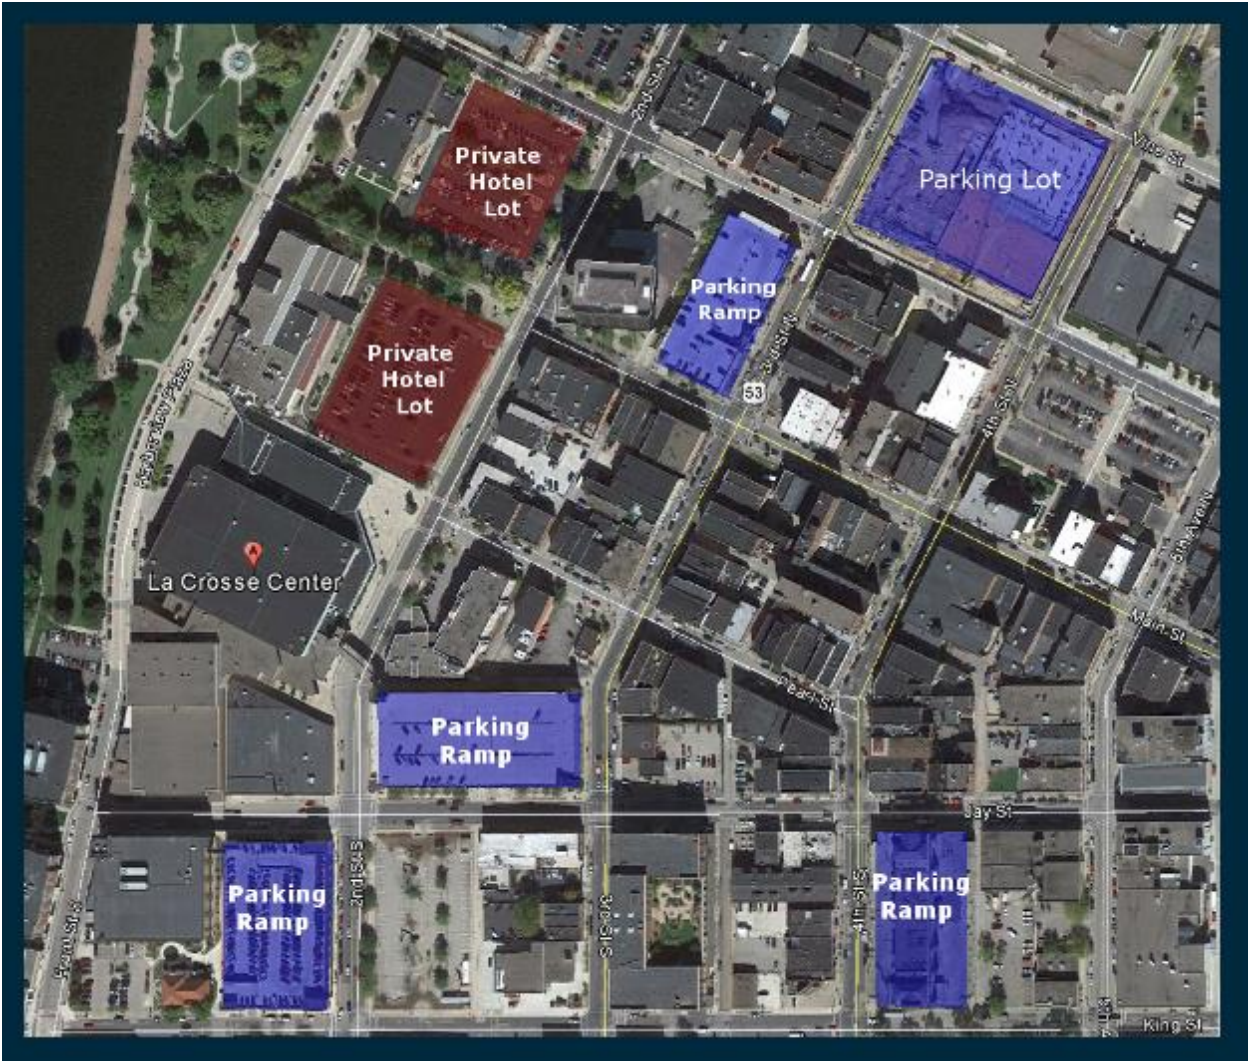 2nd St N
Vine St
Private
Hotel
Lot
Parking Lot
Parking
Ramp
3rd St N
Private
Hotel
Lot
53
4th St N
Riverview Plaza
5th Ave N
A
La Crosse Center
Main St
Pearl St
Parking
Ramp
Jay St
Parking
Ramp
2nd St S
Parking
Ramp
4th St S
3rd St S
Front St S
King St